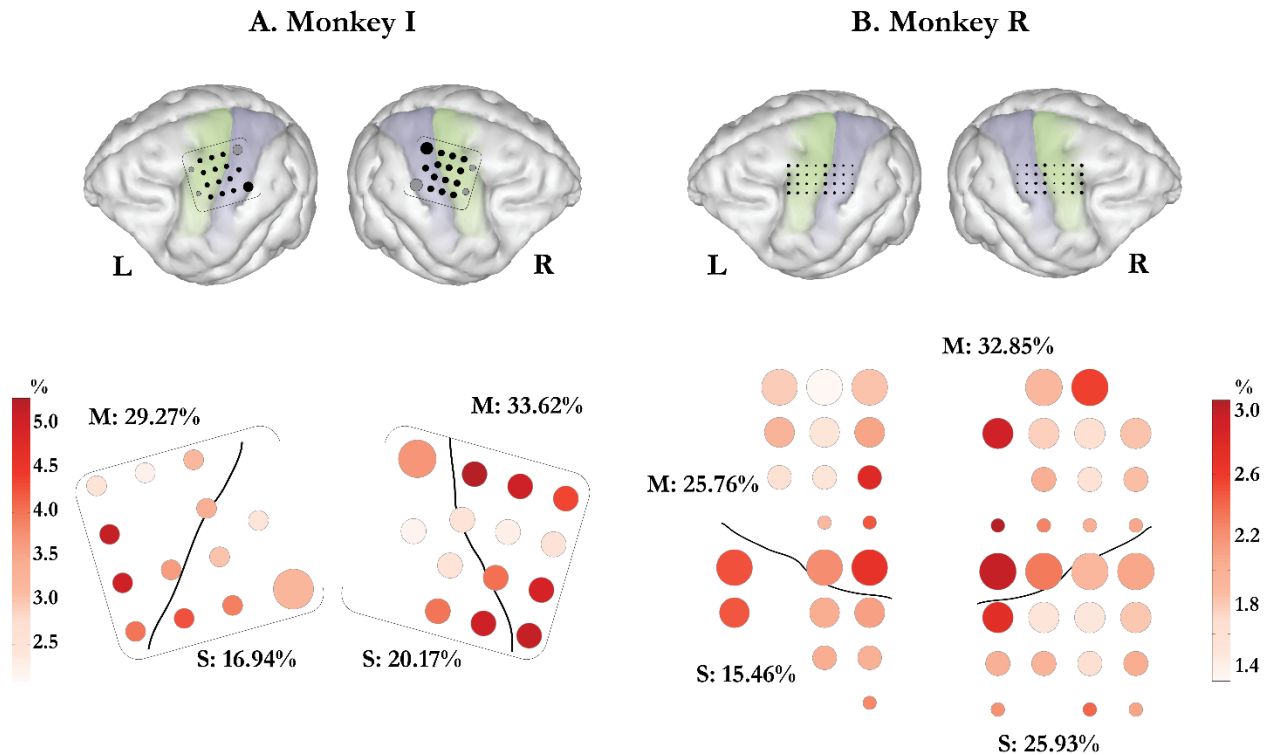 A. Monkey I
B. Monkey R
L
R
L
R
%
5.0
4.5
4.0
3.5
3.0
2.5
M: 29.27%
S: 16.94%
M: 33.62%
S: 20.17%
M: 25.76%
S: 15.46%
M: 32.85%
S: 25.93%
%
3.0
2.6
2.2
1.8
1.4